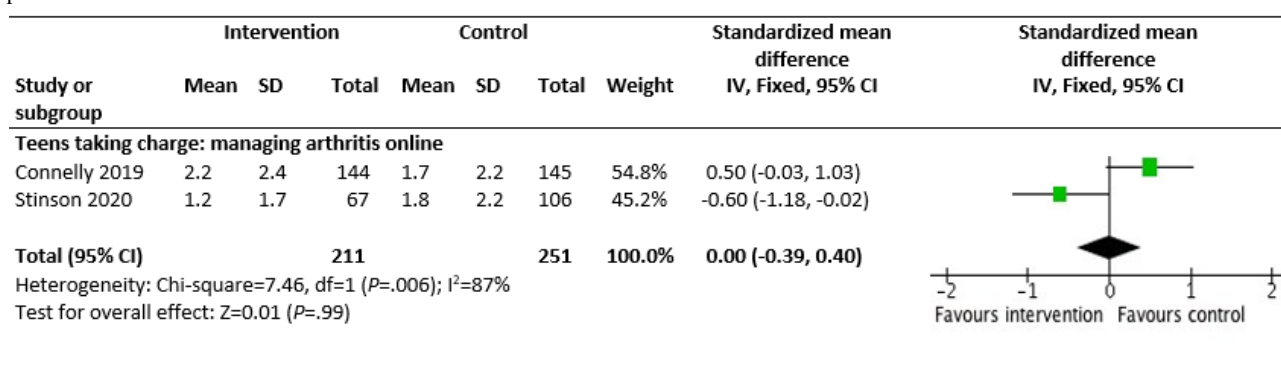 Intervention Control Standardized mean difference Standardized mean difference
Study or subgroup Mean SD Total Mean SD Total Weight IV, Fixed, 95% CI IV, Fixed, 95% CI
Teens taking charge: managing arthritis online
Connelly 2019 2.2 2.4 144 1.7 2.2 145 54.8% 0.50 (-0.03, 1.03)
Stinson 2020 1.2 1.7 67 1.8 2.2 106 45.2% -0.60 (-1.18, -0.02)
Total (95% CI) 211 251 100.0% 0.00 (-0.39, 0.40)
Heterogeneity: Chi-square=7.46, df=1 (P=.006); I²=87%
Test for overall effect: Z=0.01 (P=.99)
-2 -1 0 1 2
Favours intervention Favours control